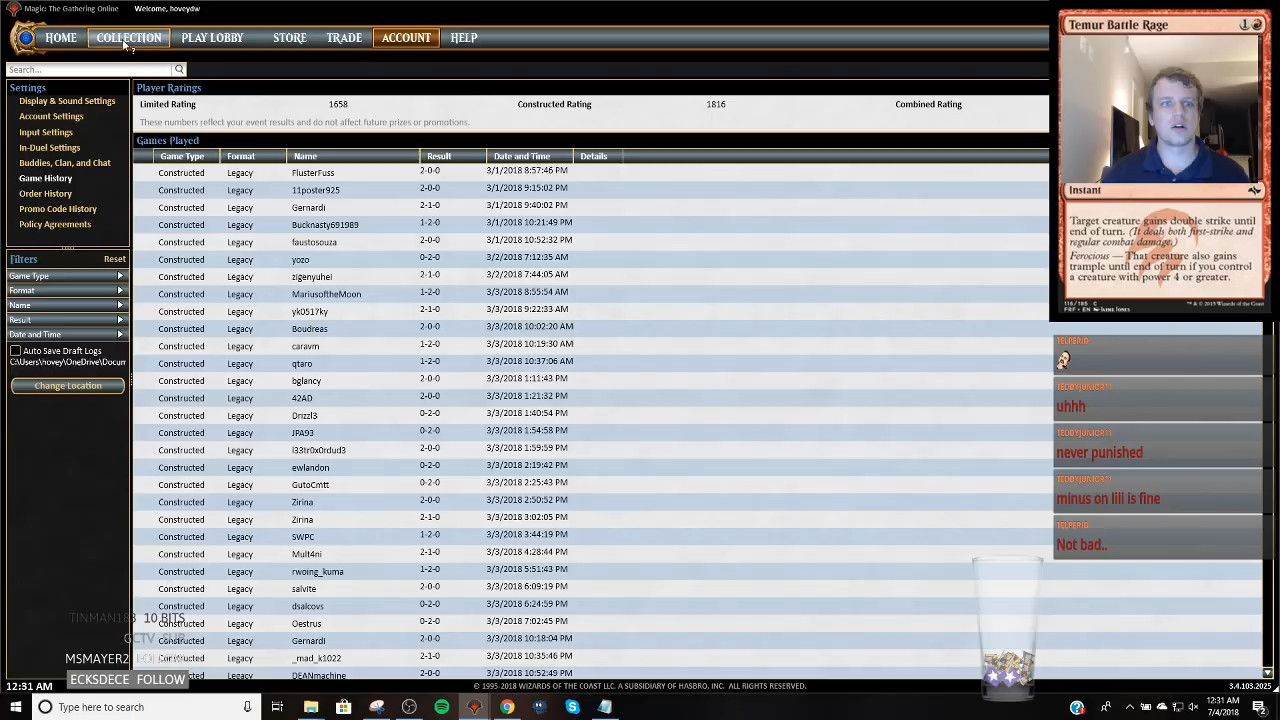 Magic: The Gathering Online Welcome, hoveydw
HOME COLLECTION PLAY LOBBY STORE TRADE ACCOUNT HELP
Search...
Settings
Display & Sound Settings
Account Settings
Input Settings
In-Duel Settings
Buddies, Clan, and Chat
Game History
Order History
Promo Code History
Policy Agreements
Filters Reset
Game Type
Format
Name
Result
Date and Time
Auto Save Draft Logs
C:\Users\hovey\OneDrive\Docum
Change Location
Player Ratings
Limited Rating 1658 Constructed Rating 1816 Combined Rating
These numbers reflect your event results and do not affect future prizes or promotions.
Games Played
Game Type Format Name Result Date and Time Details
Constructed Legacy FlusterFuss 2-0-0 3/1/2018 8:57:46 PM
Constructed Legacy 11poster925 2-0-0 3/1/2018 9:15:02 PM
Constructed Legacy Gernardi 2-1-0 3/1/2018 9:40:02 PM
Constructed Legacy Bucknasty691989 1-2-0 3/1/2018 10:21:49 PM
Constructed Legacy faustosouza 2-0-0 3/1/2018 10:52:32 PM
Constructed Legacy yozo 0-2-0 3/2/2018 7:12:35 AM
Constructed Legacy zigenyuhei 2-1-0 3/2/2018 7:44:05 AM
Constructed Legacy MariusoftheMoon 1-2-0 3/3/2018 8:55:15 AM
Constructed Legacy yk0517ky 2-0-0 3/3/2018 9:22:08 AM
Constructed Legacy Boudreas 2-0-0 3/3/2018 10:02:20 AM
Constructed Legacy caravm 1-2-0 3/3/2018 10:19:30 AM
Constructed Legacy qtaro 1-2-0 3/3/2018 10:37:06 AM
Constructed Legacy bglancy 2-0-0 3/3/2018 1:11:43 PM
Constructed Legacy 42AD 2-0-0 3/3/2018 1:21:32 PM
Constructed Legacy Drizzl3 0-2-0 3/3/2018 1:40:54 PM
Constructed Legacy JPA93 0-2-0 3/3/2018 1:54:58 PM
Constructed Legacy l33tr0x0rdud3 2-0-0 3/3/2018 1:59:59 PM
Constructed Legacy ewlandon 0-2-0 3/3/2018 2:19:42 PM
Constructed Legacy GutoCmtt 0-2-0 3/3/2018 2:25:43 PM
Constructed Legacy Zirina 2-0-0 3/3/2018 2:50:52 PM
Constructed Legacy Zirina 2-1-0 3/3/2018 3:02:05 PM
Constructed Legacy SWPC 1-2-0 3/3/2018 3:44:19 PM
Constructed Legacy Mult4ni 2-1-0 3/3/2018 4:28:44 PM
Constructed Legacy rwoing_kuma 1-2-0 3/3/2018 5:51:43 PM
Constructed Legacy salvite 2-0-0 3/3/2018 6:09:19 PM
Constructed Legacy dsalcovs 0-2-0 3/3/2018 6:24:59 PM
Constructed Legacy Oestrus 0-2-0 3/3/2018 7:02:45 PM
Constructed Legacy Gernardi 2-0-0 3/3/2018 10:18:04 PM
Constructed Legacy _mad_k1022 2-1-0 3/3/2018 10:35:46 PM
Constructed Legacy DEANmachine 2-0-0 3/3/2018 10:52:49 PM
TINMAN183 10 BITS
SUB
MSMAYER2 FOLLOW
ECKSDECE FOLLOW
12:31 AM © 1995-2018 WIZARDS OF THE COAST LLC, A SUBSIDIARY OF HASBRO, INC. ALL RIGHTS RESERVED. 3.4.103.2025
Temur Battle Rage 1
Instant
Target creature gains double strike until
end of turn. (It deals both first-strike and
regular combat damage.)
Ferocious — That creature also gains
trample until end of turn if you control
a creature with power 4 or greater.
116/185 C ™ & © 2015 Wizards of the Coast
FRF • EN JAIME JONES
uhhh
never punished
minus on lili is fine
Not bad..
Type here to search
12:31 AM
7/4/2018